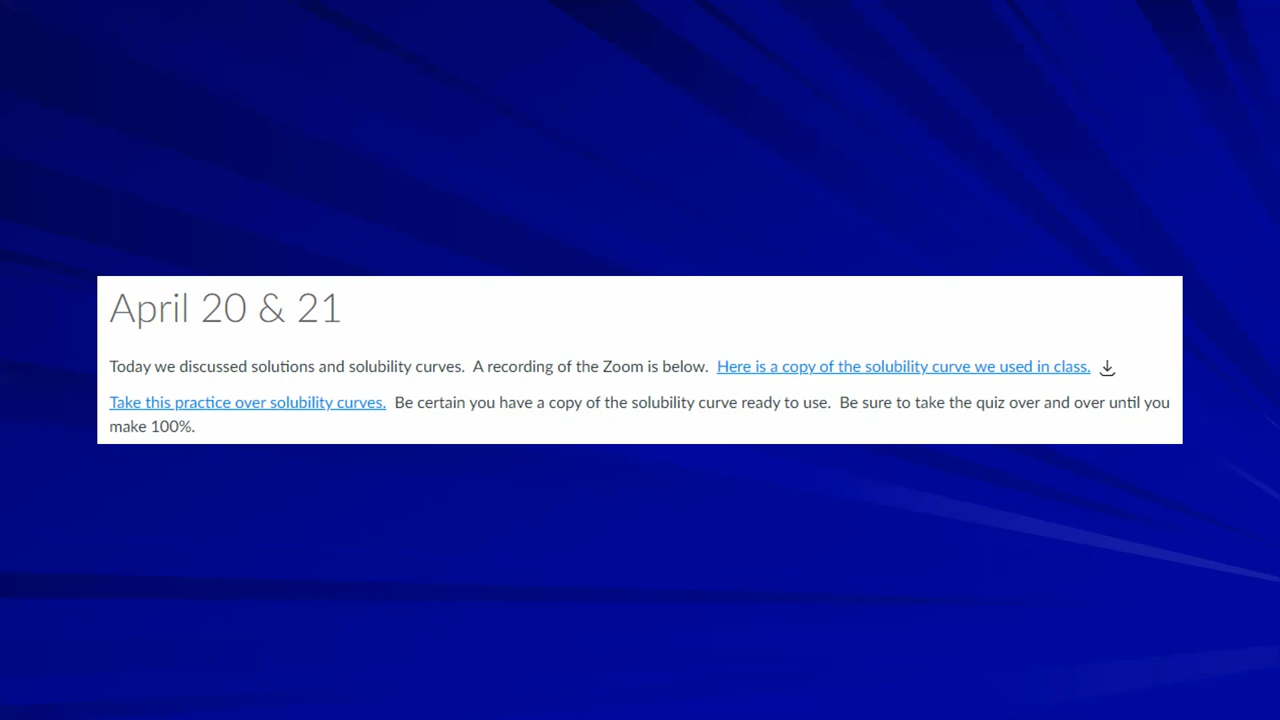 April 20 & 21
Today we discussed solutions and solubility curves. A recording of the Zoom is below. Here is a copy of the solubility curve we used in class.
Take this practice over solubility curves. Be certain you have a copy of the solubility curve ready to use. Be sure to take the quiz over and over until you
make 100%.